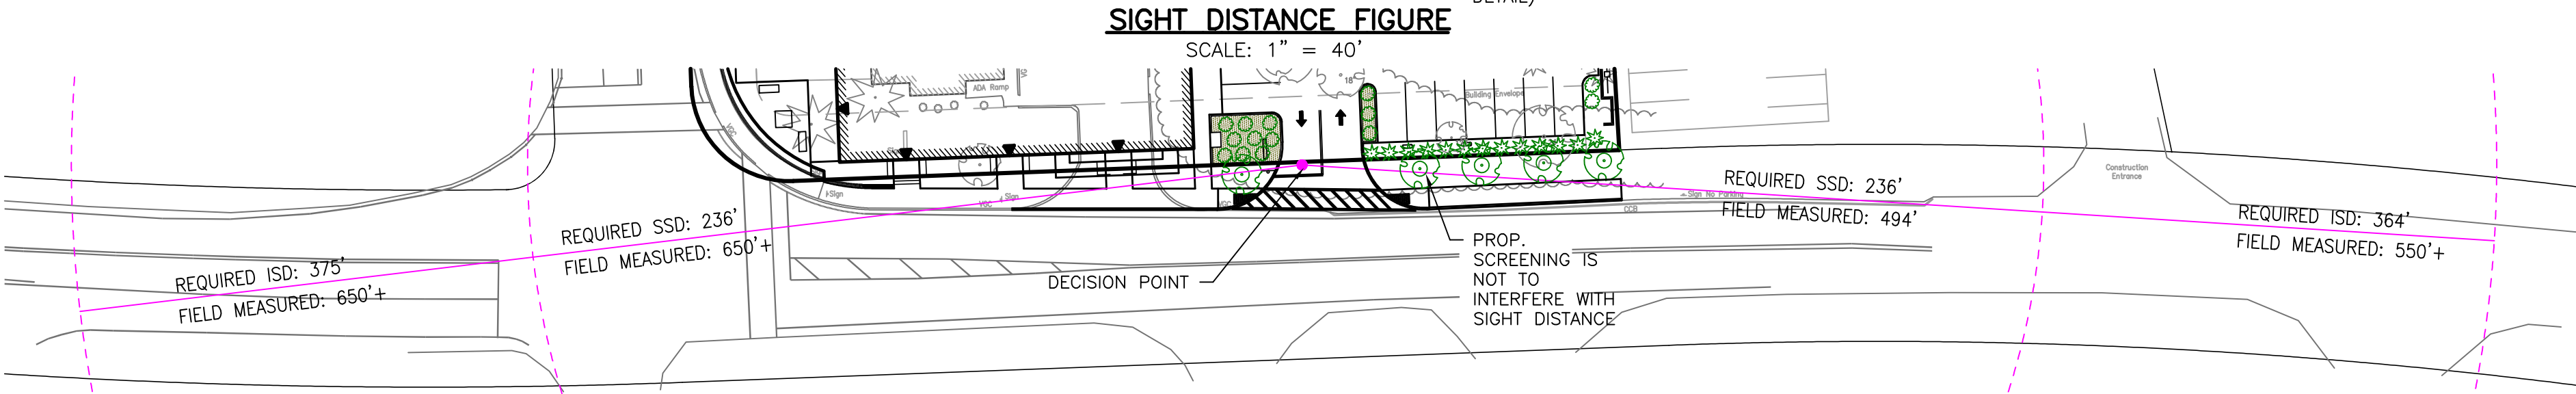 SIGHT DISTANCE FIGURE
SCALE: 1" = 40'
ADA Ramp
18"
Building Envelope
VGC
Sign
Sign
VGC
VGC
Sign No Parking
CCB
Construction
Entrance
REQUIRED ISD: 375'
FIELD MEASURED: 650'+
REQUIRED SSD: 236'
FIELD MEASURED: 650'+
DECISION POINT
PROP.
SCREENING IS
NOT TO
INTERFERE WITH
SIGHT DISTANCE
REQUIRED SSD: 236'
FIELD MEASURED: 494'
REQUIRED ISD: 364'
FIELD MEASURED: 550'+